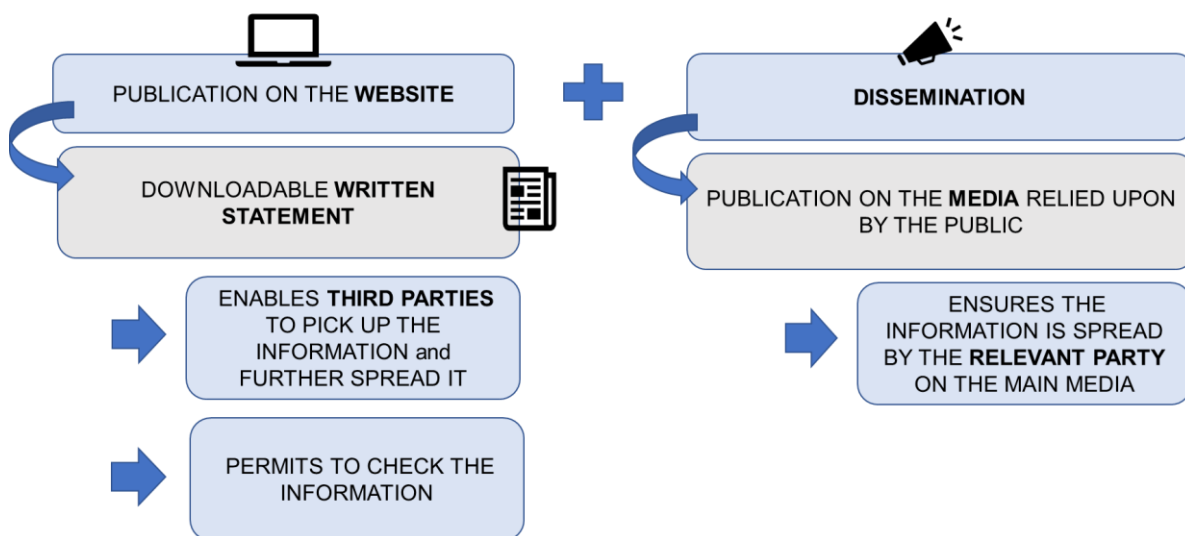 PUBLICATION ON THE WEBSITE
DOWNLOADABLE WRITTEN
STATEMENT
ENABLES THIRD PARTIES
TO PICK UP THE
INFORMATION and
FURTHER SPREAD IT
PERMITS TO CHECK THE
INFORMATION
DISSEMINATION
PUBLICATION ON THE MEDIA RELIED UPON
BY THE PUBLIC
ENSURES THE
INFORMATION IS SPREAD
BY THE RELEVANT PARTY
ON THE MAIN MEDIA